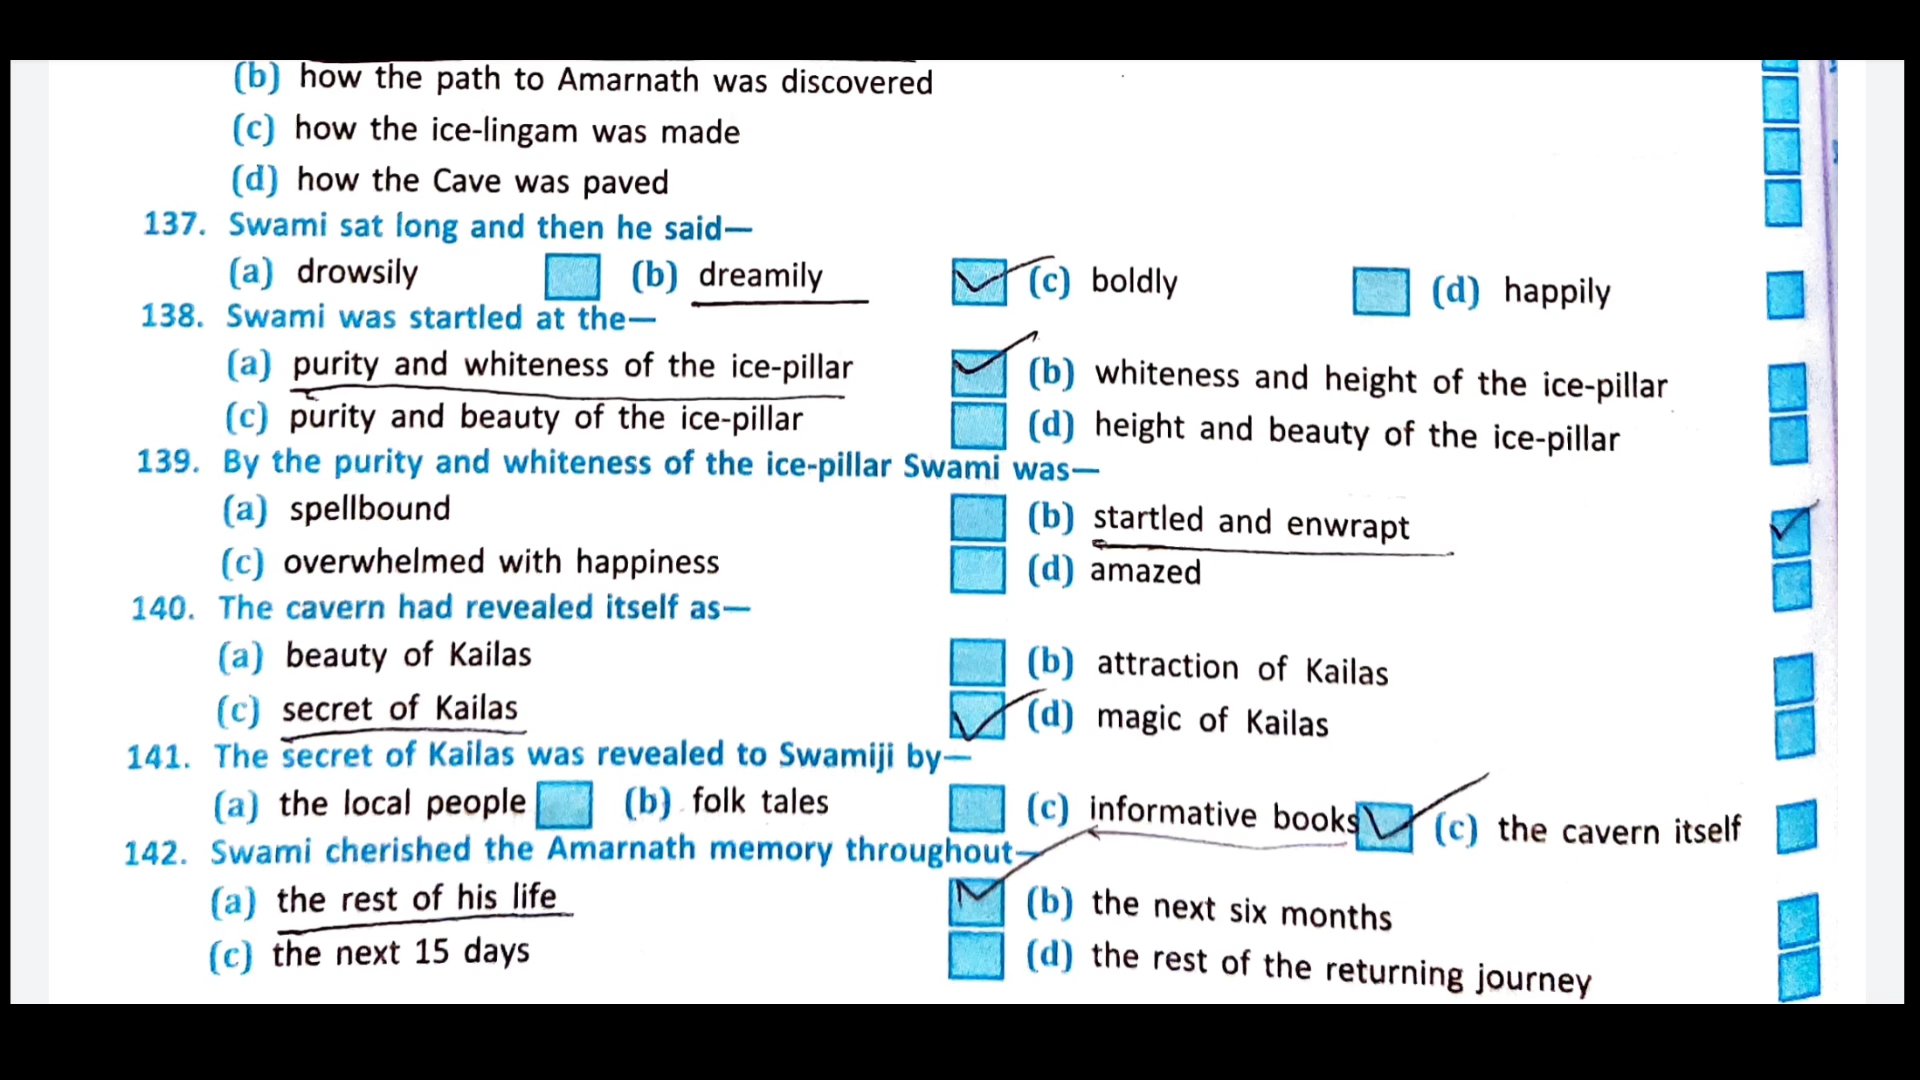 (b) how the path to Amarnath was discovered
(c) how the ice-lingam was made
(d) how the Cave was paved
137. Swami sat long and then he said—
(a) drowsily (b) dreamily (c) boldly (d) happily
138. Swami was startled at the—
(a) purity and whiteness of the ice-pillar (b) whiteness and height of the ice-pillar
(c) purity and beauty of the ice-pillar (d) height and beauty of the ice-pillar
139. By the purity and whiteness of the ice-pillar Swami was—
(a) spellbound (b) startled and enwrapt
(c) overwhelmed with happiness (d) amazed
140. The cavern had revealed itself as—
(a) beauty of Kailas (b) attraction of Kailas
(c) secret of Kailas (d) magic of Kailas
141. The secret of Kailas was revealed to Swamiji by—
(a) the local people (b) folk tales (c) informative books (c) the cavern itself
142. Swami cherished the Amarnath memory throughout—
(a) the rest of his life (b) the next six months
(c) the next 15 days (d) the rest of the returning journey